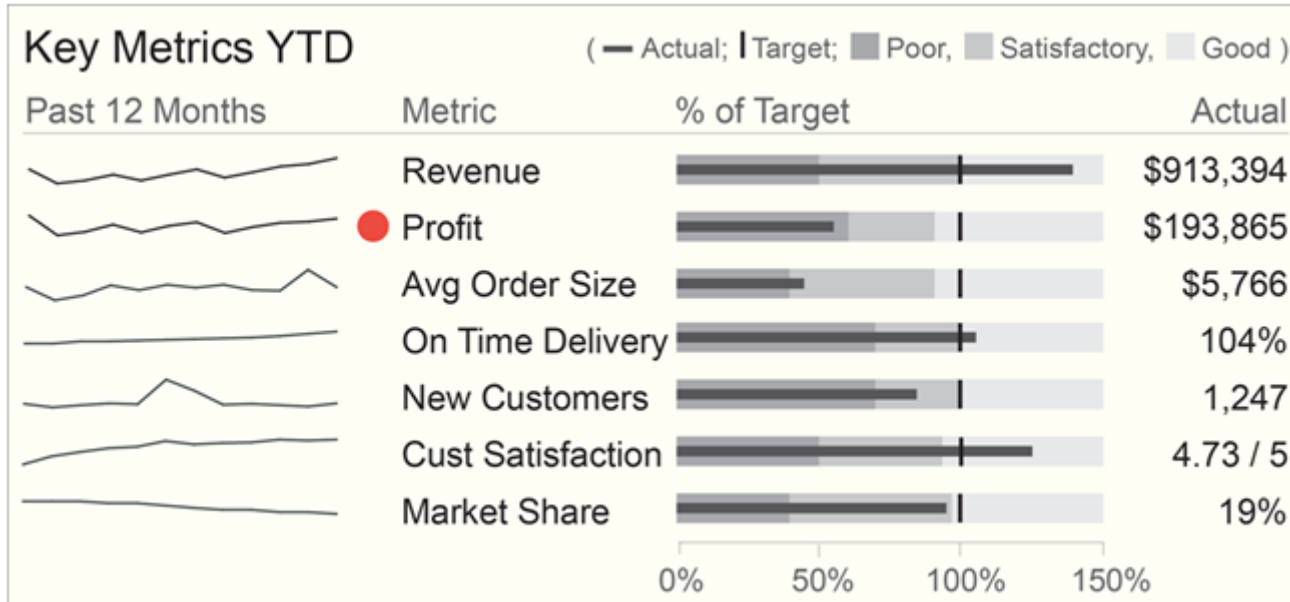 Key Metrics YTD ( Actual; Target; Poor, Satisfactory, Good )
Past 12 Months Metric % of Target Actual
Revenue $913,394
Profit $193,865
Avg Order Size $5,766
On Time Delivery 104%
New Customers 1,247
Cust Satisfaction 4.73 / 5
Market Share 19%
0% 50% 100% 150%